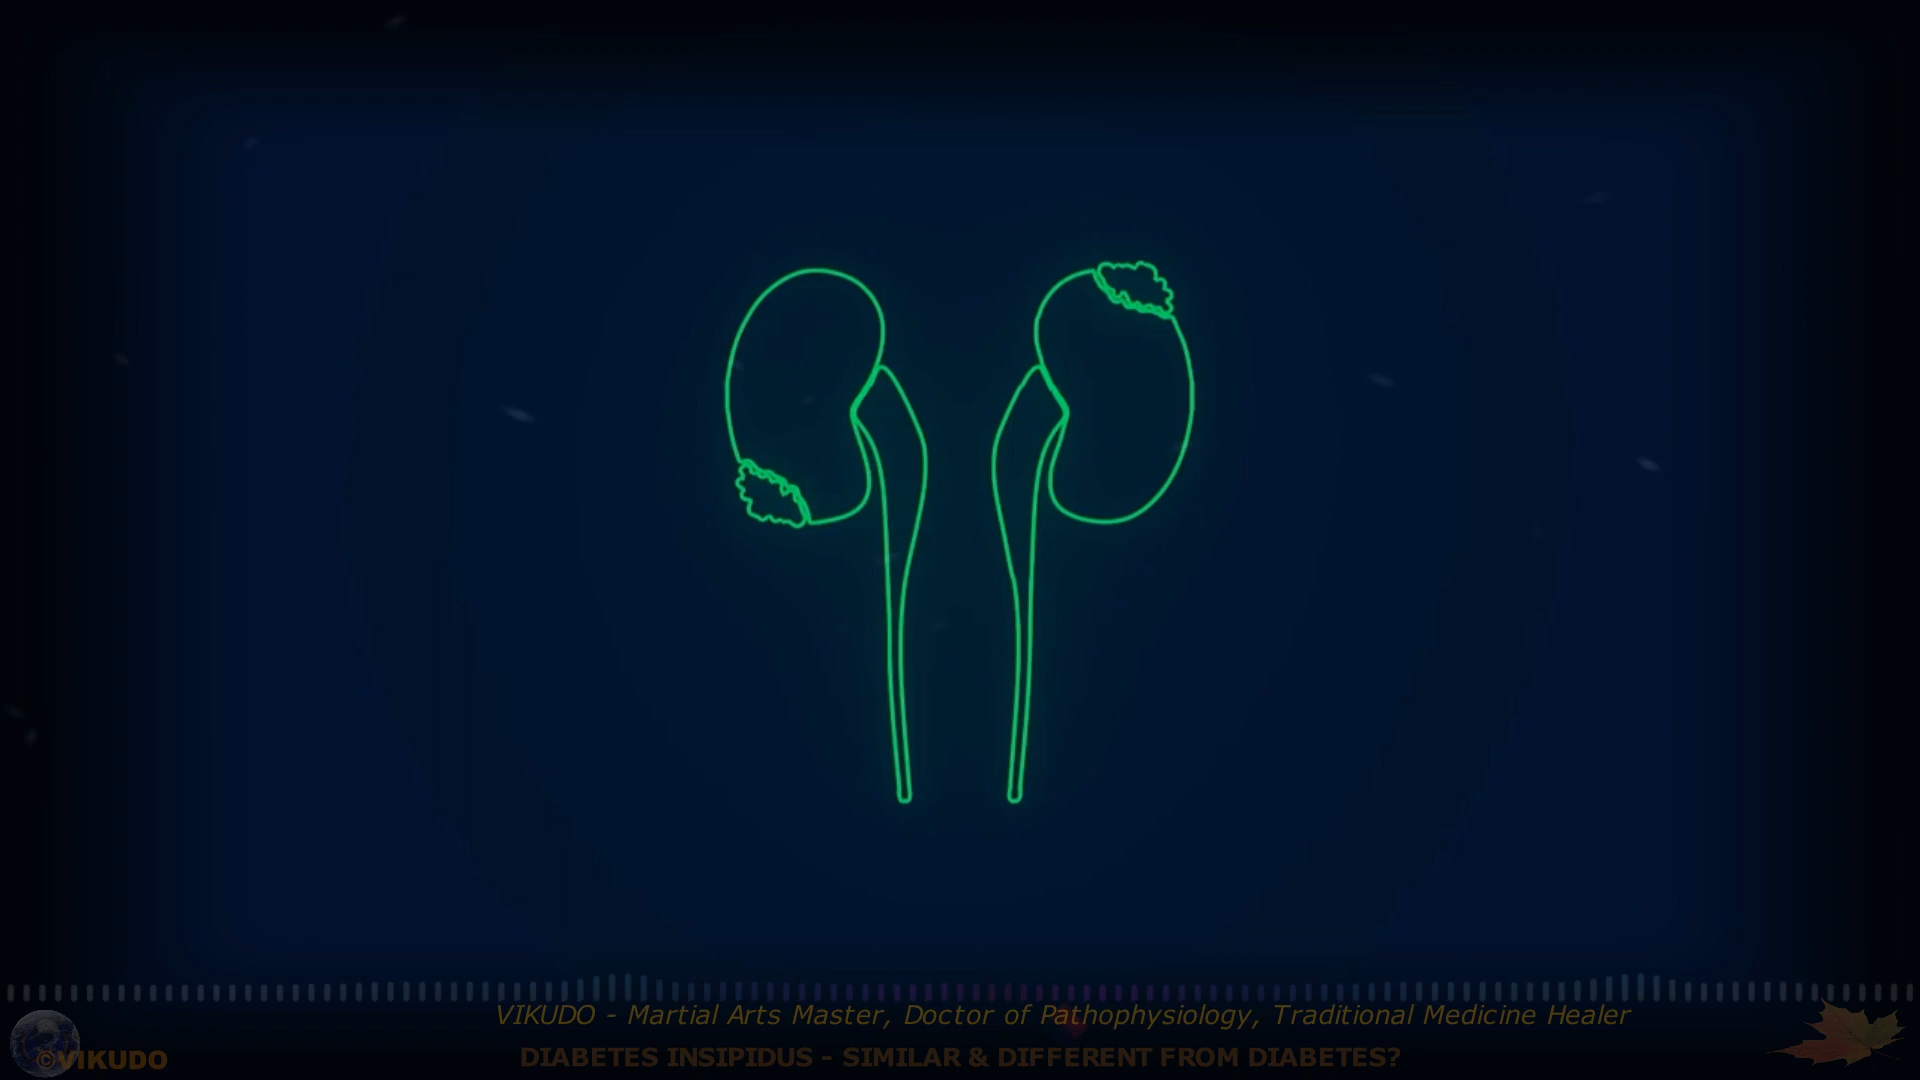 VIKUDO - Martial Arts Master, Doctor of Pathophysiology, Traditional Medicine Healer
©VIKUDO
DIABETES INSIPIDUS - SIMILAR & DIFFERENT FROM DIABETES?